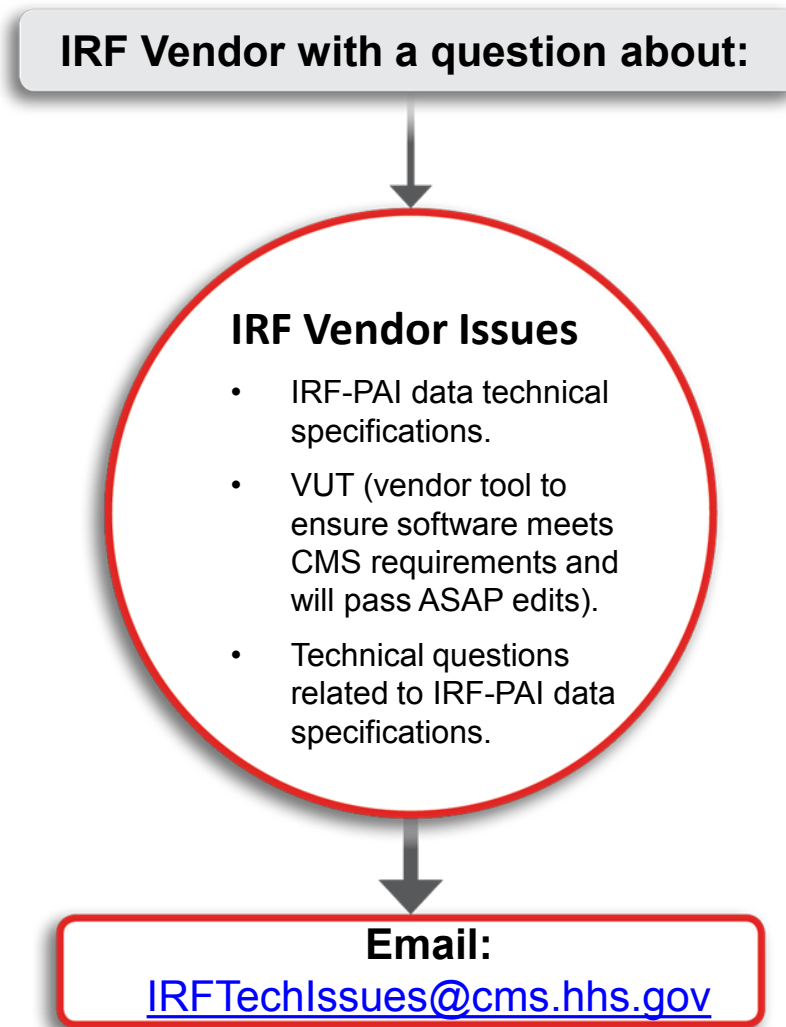 IRF Vendor with a question about:
IRF Vendor Issues
• IRF-PAI data technical
specifications.
• VUT (vendor tool to
ensure software meets
CMS requirements and
will pass ASAP edits).
• Technical questions
related to IRF-PAI data
specifications.
Email:
IRFTechIssues@cms.hhs.gov